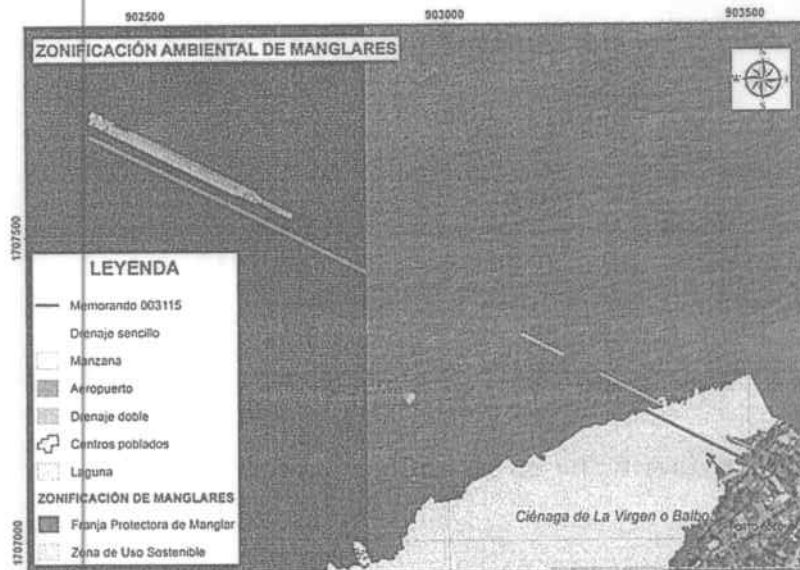 902500 903000 903500
ZONIFICACIÓN AMBIENTAL DE MANGLARES
N
W E
S
1707500
LEYENDA
Memorando 003115
Drenaje sencillo
Manzana
Aeropuerto
Drenaje doble
Centros poblados
Laguna
ZONIFICACIÓN DE MANGLARES
Franja Protectora de Manglar
Zona de Uso Sostenible
1707000
Ciénaga de La Virgen o Balbo